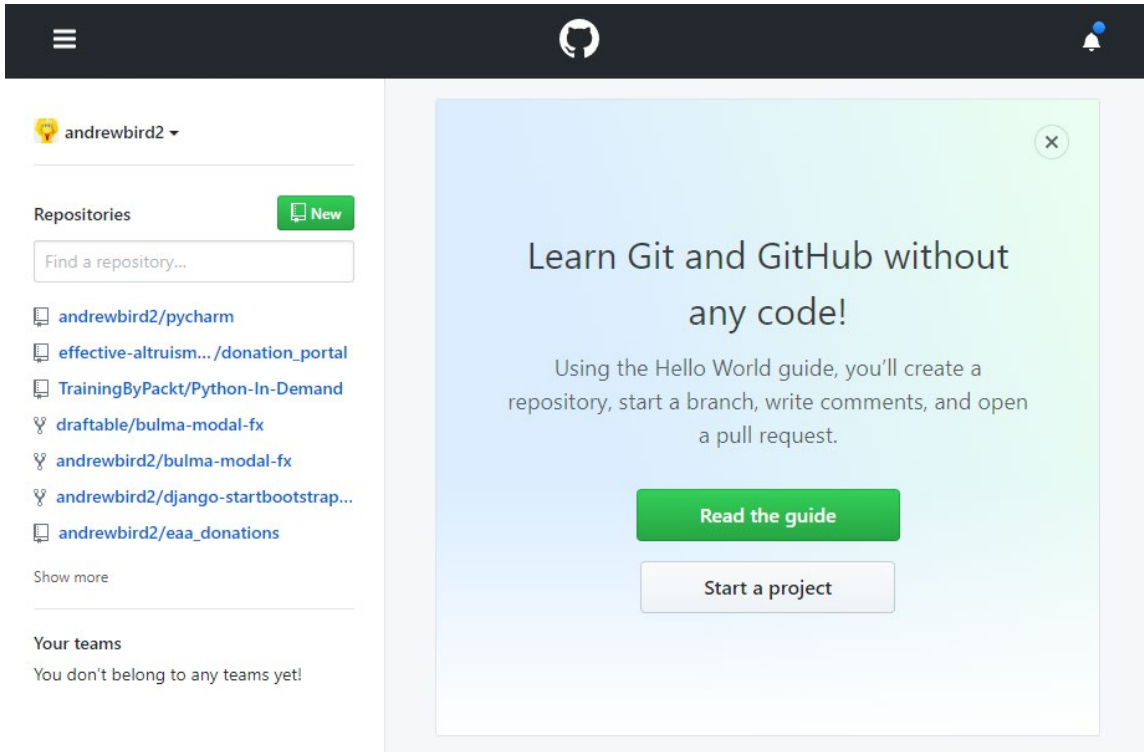 andrewbird2
Repositories
New
Find a repository...
andrewbird2/pycharm
effective-altruism.../donation_portal
TrainingByPackt/Python-In-Demand
draftable/bulma-modal-fx
andrewbird2/bulma-modal-fx
andrewbird2/django-startbootstrap...
andrewbird2/eaa_donations
Show more
Your teams
You don't belong to any teams yet!
Learn Git and GitHub without
any code!
Using the Hello World guide, you’ll create a
repository, start a branch, write comments, and open
a pull request.
Read the guide
Start a project